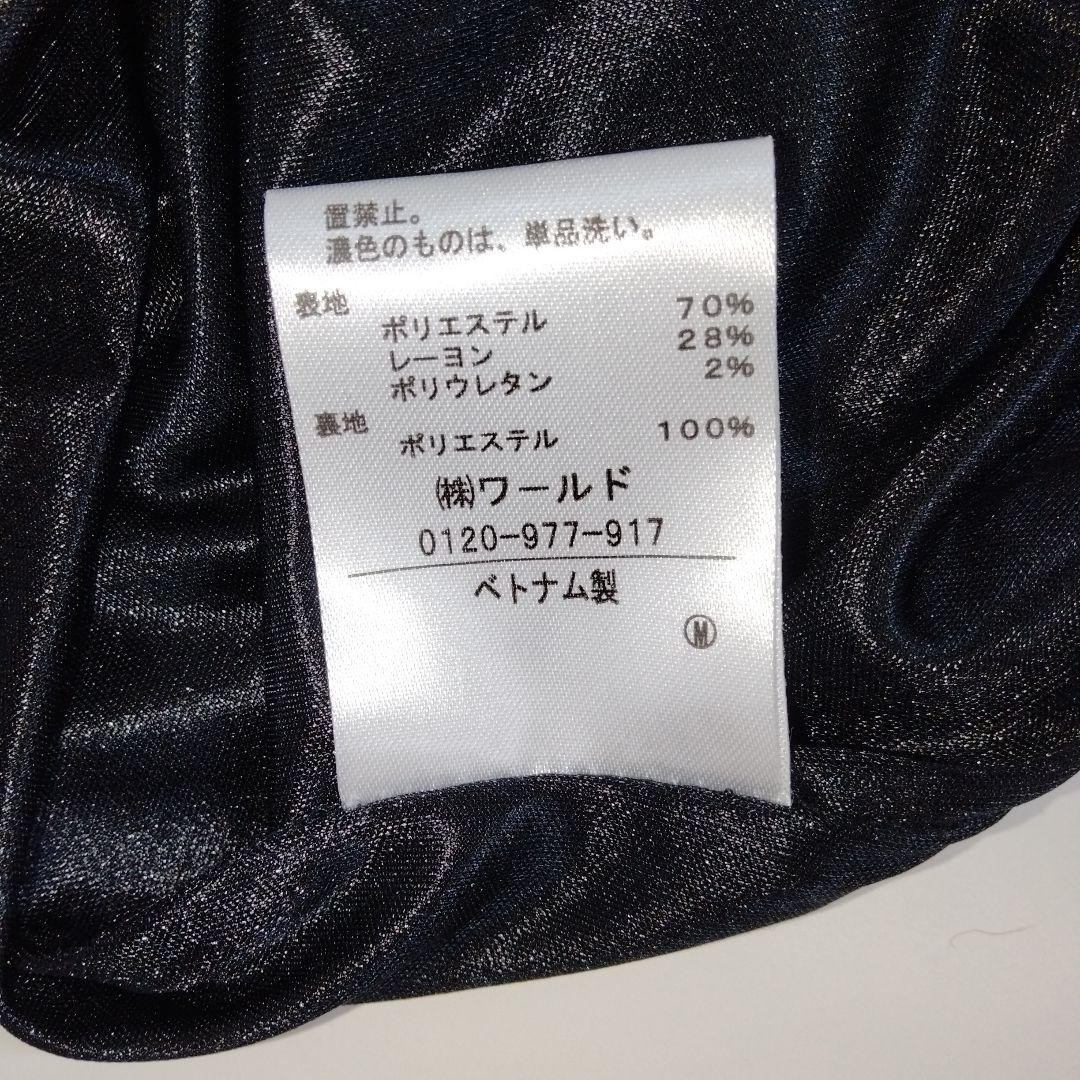 置禁止。
濃色のものは、単品洗い。
表地
ポリエステル 70%
レーヨン 28%
ポリウレタン 2%
裏地
ポリエステル 100%
㈱ワールド
0120-977-917
ベトナム製
Ⓜ